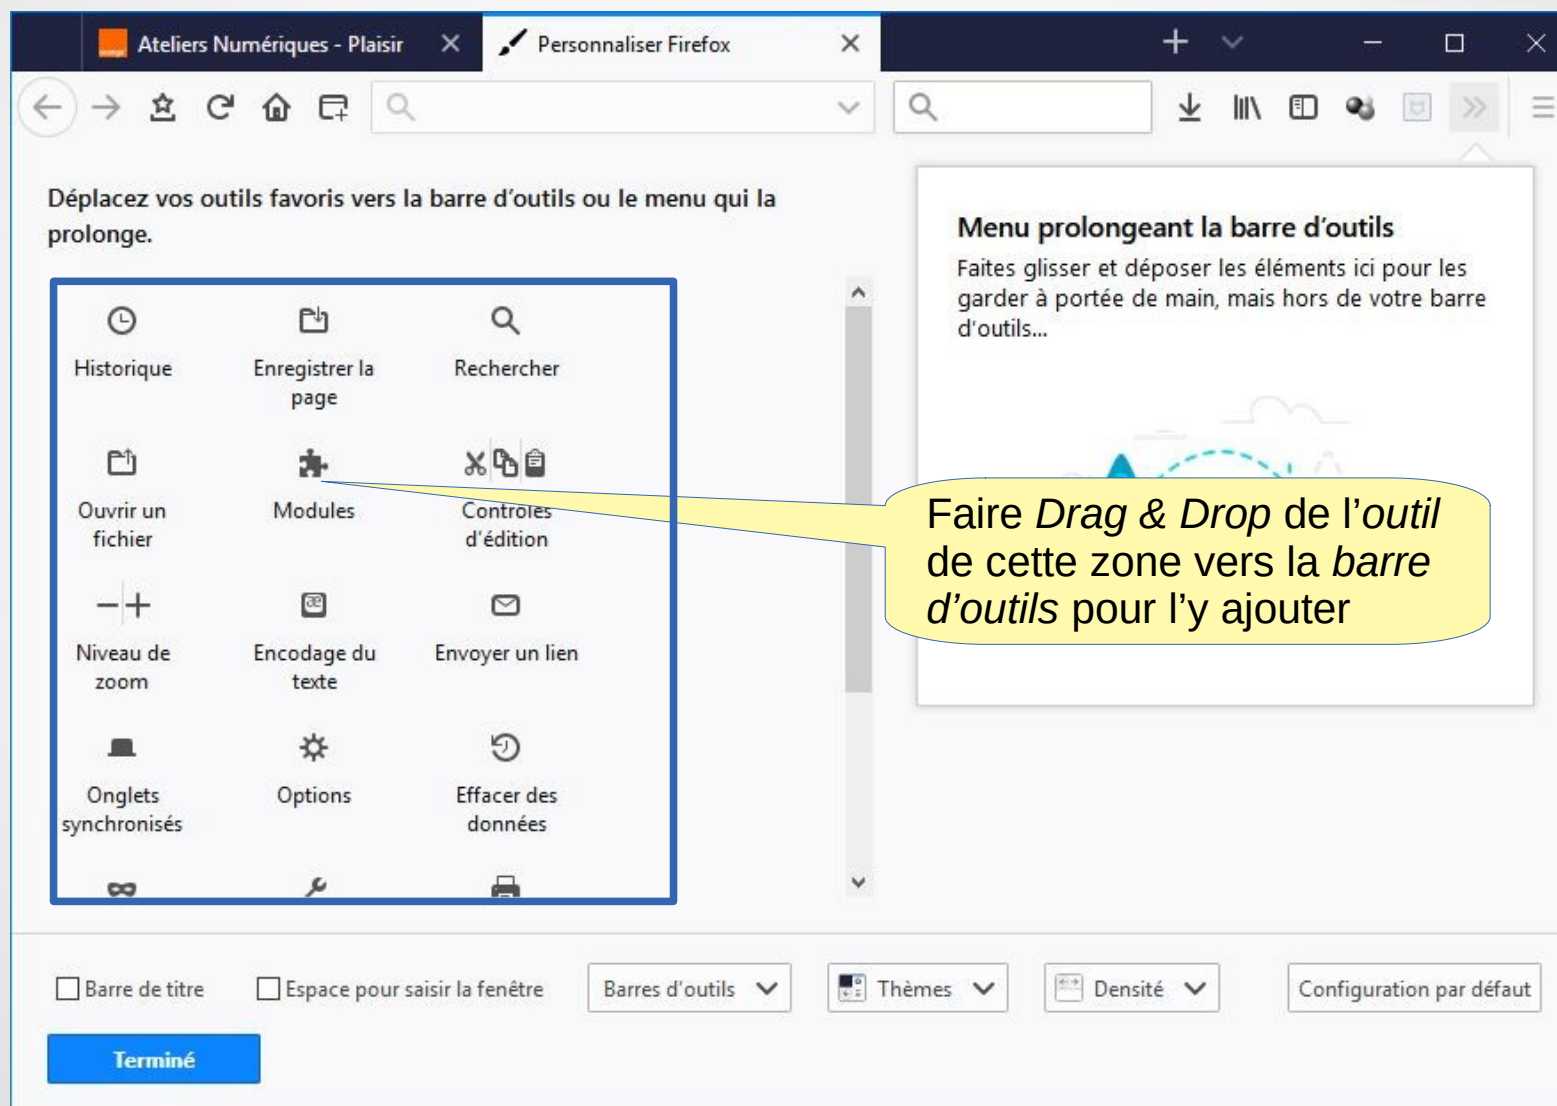 Ateliers Numériques - Plaisir
Personnaliser Firefox
Déplacez vos outils favoris vers la barre d'outils ou le menu qui la
prolonge.
Historique
Enregistrer la
page
Rechercher
Ouvrir un
fichier
Modules
Contrôles
d'édition
Niveau de
zoom
Encodage du
texte
Envoyer un lien
Onglets
synchronisés
Options
Effacer des
données
Menu prolongeant la barre d'outils
Faites glisser et déposer les éléments ici pour les
garder à portée de main, mais hors de votre barre
d'outils...
Faire Drag & Drop de l’outil
de cette zone vers la barre
d’outils pour l’y ajouter
Barre de titre
Espace pour saisir la fenêtre
Barres d'outils
Thèmes
Densité
Configuration par défaut
Terminé